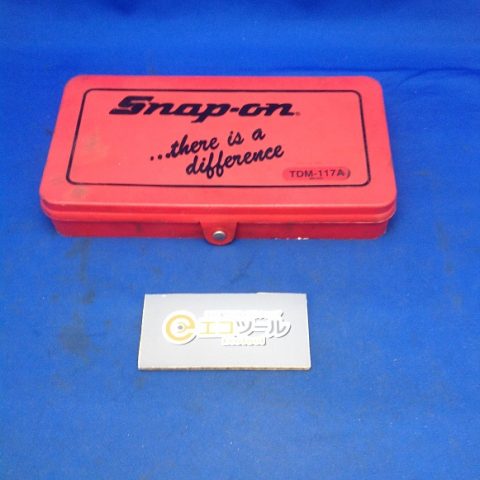 Snap-on®
...there is a
difference
TDM-117A
エコツール